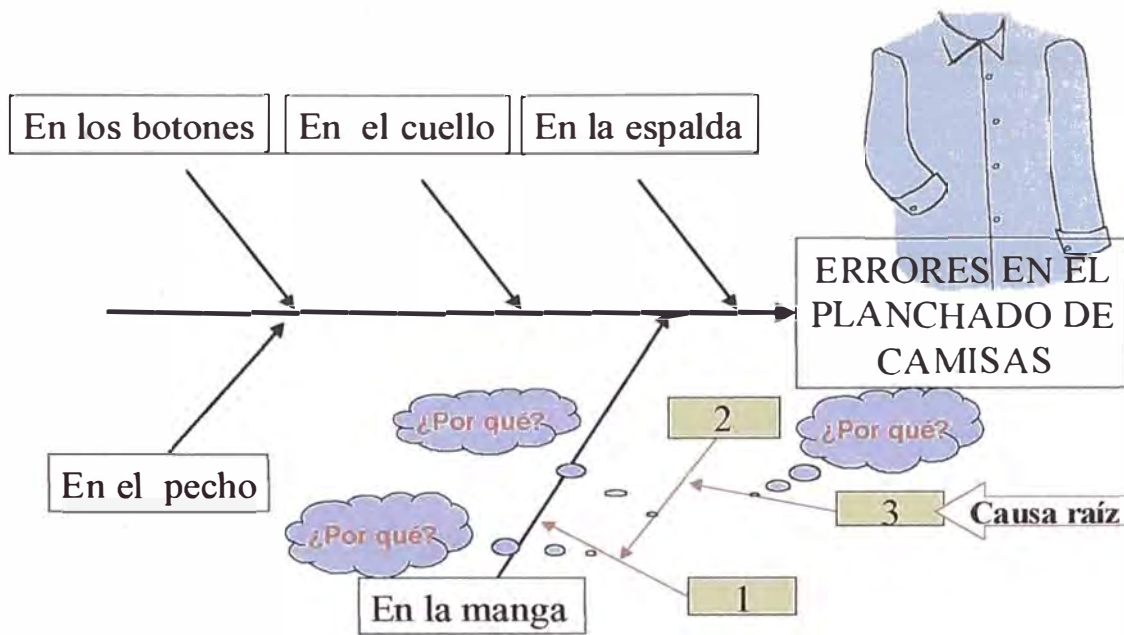 En los botones
En el cuello
En la espalda
ERRORES EN EL
PLANCHADO DE
CAMISAS
¿Por qué?
2
¿Por qué?
En el pecho
3
Causa raíz
¿Por qué?
1
En la manga